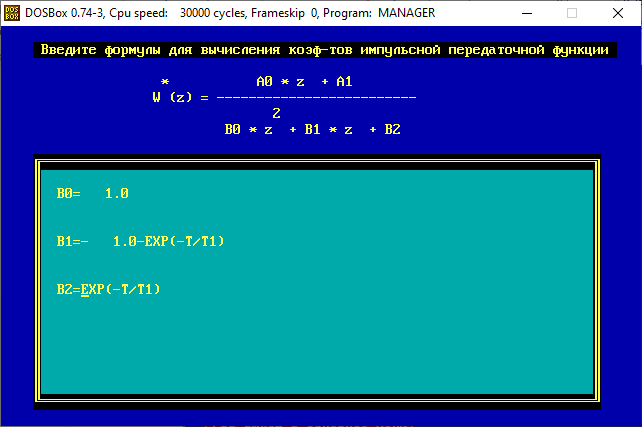 DOS BOX
DOSBox 0.74-3, Cpu speed: 30000 cycles, Frameskip 0, Program: MANAGER
Введите формулы для вычисления коэф-тов импульсной передаточной функции
* A0 * z + A1
W (z) = -------------------------
2
B0 * z + B1 * z + B2
B0= 1.0
B1=- 1.0-EXP(-T/T1)
B2=EXP(-T/T1)